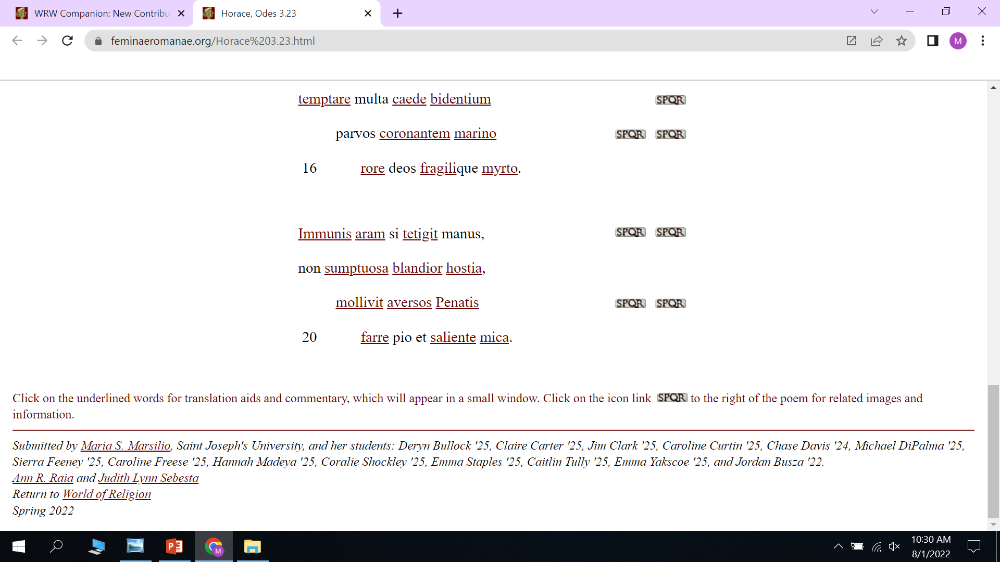 WRW Companion: New Contribu
Horace, Odes 3.23
feminaeromanae.org/Horace%203.23.html
M
temptare multa caede bidentium SPQR
parvos coronantem marino SPQR SPQR
16 rore deos fragilique myrto.
Immunis aram si tetigit manus, SPQR SPQR
non sumptuosa blandior hostia,
mollivit aversos Penatis SPQR SPQR
20 farre pio et saliente mica.
Click on the underlined words for translation aids and commentary, which will appear in a small window. Click on the icon link SPQR to the right of the poem for related images and
information.
Submitted by Maria S. Marsilio, Saint Joseph's University, and her students: Deryn Bullock '25, Claire Carter '25, Jim Clark '25, Caroline Curtin '25, Chase Davis '24, Michael DiPalma '25,
Sierra Feeney '25, Caroline Freese '25, Hannah Madeya '25, Coralie Shockley '25, Emma Staples '25, Caitlin Tully '25, Emma Yakscoe '25, and Jordan Busza '22.
Ann R. Raia and Judith Lynn Sebesta
Return to World of Religion
Spring 2022
P
M
10:30 AM
8/1/2022